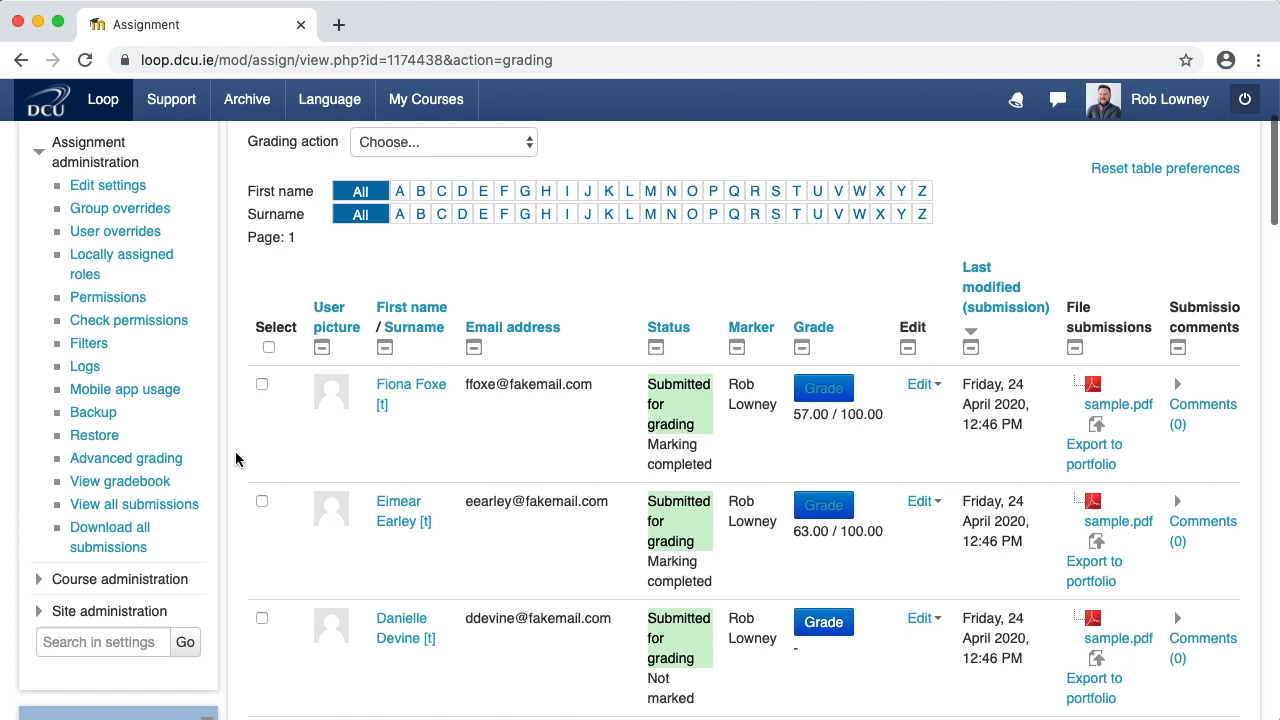 Assignment
loop.dcu.ie/mod/assign/view.php?id=1174438&action=grading
DCU
Loop
Support
Archive
Language
My Courses
Rob Lowney
Assignment
administration
Edit settings
Group overrides
User overrides
Locally assigned
roles
Permissions
Check permissions
Filters
Logs
Mobile app usage
Backup
Restore
Advanced grading
View gradebook
View all submissions
Download all
submissions
Course administration
Site administration
Search in settings Go
Grading action Choose...
Reset table preferences
First name All A B C D E F G H I J K L M N O P Q R S T U V W X Y Z
Surname All A B C D E F G H I J K L M N O P Q R S T U V W X Y Z
Page: 1
Select
User
picture
First name
/ Surname
Email address
Status
Marker
Grade
Edit
Last
modified
(submission)
File
submissions
Submissio
comments
Fiona Foxe
[t]
ffoxe@fakemail.com
Submitted
for
grading
Marking
completed
Rob
Lowney
Grade
57.00 / 100.00
Edit
Friday, 24
April 2020,
12:46 PM
sample.pdf
Export to
portfolio
Comments
(0)
Eimear
Earley [t]
eearley@fakemail.com
Submitted
for
grading
Marking
completed
Rob
Lowney
Grade
63.00 / 100.00
Edit
Friday, 24
April 2020,
12:46 PM
sample.pdf
Export to
portfolio
Comments
(0)
Danielle
Devine [t]
ddevine@fakemail.com
Submitted
for
grading
Not
marked
Rob
Lowney
Grade
-
Edit
Friday, 24
April 2020,
12:46 PM
sample.pdf
Export to
portfolio
Comments
(0)